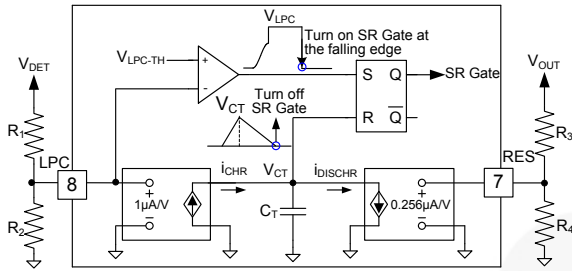 V_LPC
Turn on SR Gate at
the falling edge
V_LPC-TH
+
-
S Q
SR Gate
R Q̅
V_DET
V_OUT
Turn off
SR Gate
V_CT
R1
R3
LPC
8
i_CHR
V_CT
i_DISCHR
RES
7
+
1μA/V
-
C_T
+
0.256μA/V
-
R2
R4